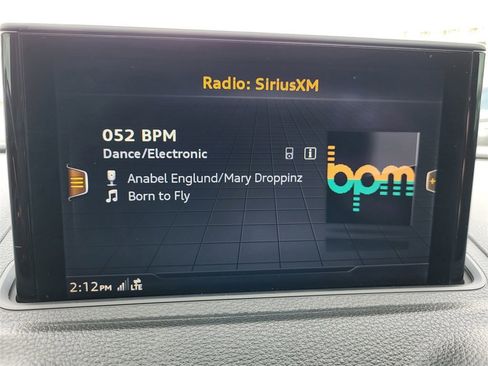 Radio: SiriusXM
052 BPM
Dance/Electronic
Anabel Englund/Mary Droppinz
Born to Fly
bpm
2:12PM LTE